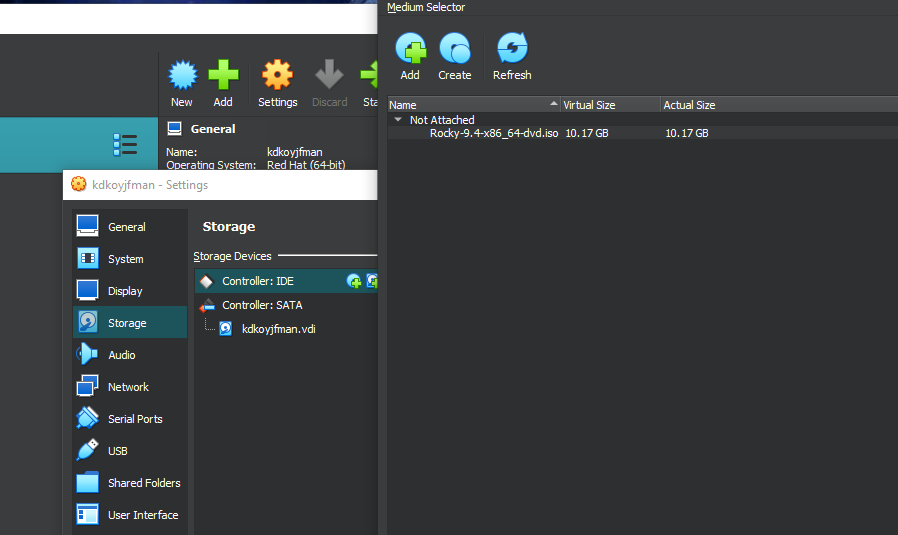 Medium Selector
Add Create Refresh
Name Virtual Size Actual Size
Not Attached
Rocky-9.4-x86_64-dvd.iso 10.17 GB 10.17 GB
New Add Settings Discard Sta
General
Name: kdkoyjfman
Operating System: Red Hat (64-bit)
kdkoyjfman - Settings
General
System
Display
Storage
Audio
Network
Serial Ports
USB
Shared Folders
User Interface
Storage
Storage Devices
Controller: IDE
Controller: SATA
kdkoyjfman.vdi